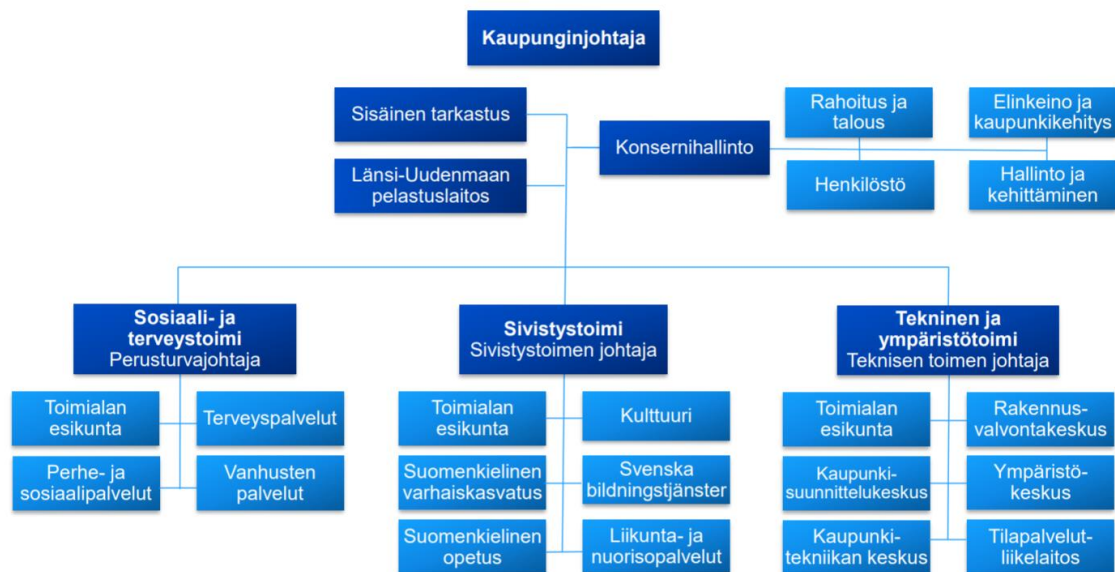 Kaupunginjohtaja
Sisäinen tarkastus
Länsi-Uudenmaan
pelastuslaitos
Konsernihallinto
Rahoitus ja
talous
Elinkeino ja
kaupunkikehitys
Henkilöstö
Hallinto ja
kehittäminen
Sosiaali- ja
terveystoimi
Perusturvajohtaja
Toimialan
esikunta
Terveyspalvelut
Perhe- ja
sosiaalipalvelut
Vanhusten
palvelut
Sivistystoimi
Sivistystoimen johtaja
Toimialan
esikunta
Kulttuuri
Suomenkielinen
varhaiskasvatus
Svenska
bildningstjänster
Suomenkielinen
opetus
Liikunta- ja
nuorisopalvelut
Tekninen ja
ympäristötoimi
Teknisen toimen johtaja
Toimialan
esikunta
Rakennus-
valvontakeskus
Kaupunki-
suunnittelukeskus
Ympäristö-
keskus
Kaupunki-
tekniikan keskus
Tilapalvelut-
liikelaitos